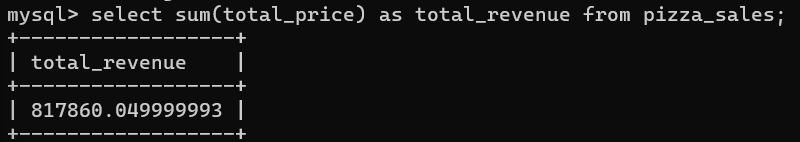 mysql> select sum(total_price) as total_revenue from pizza_sales;
+------------------+
| total_revenue    |
+------------------+
| 817860.049999993 |
+------------------+